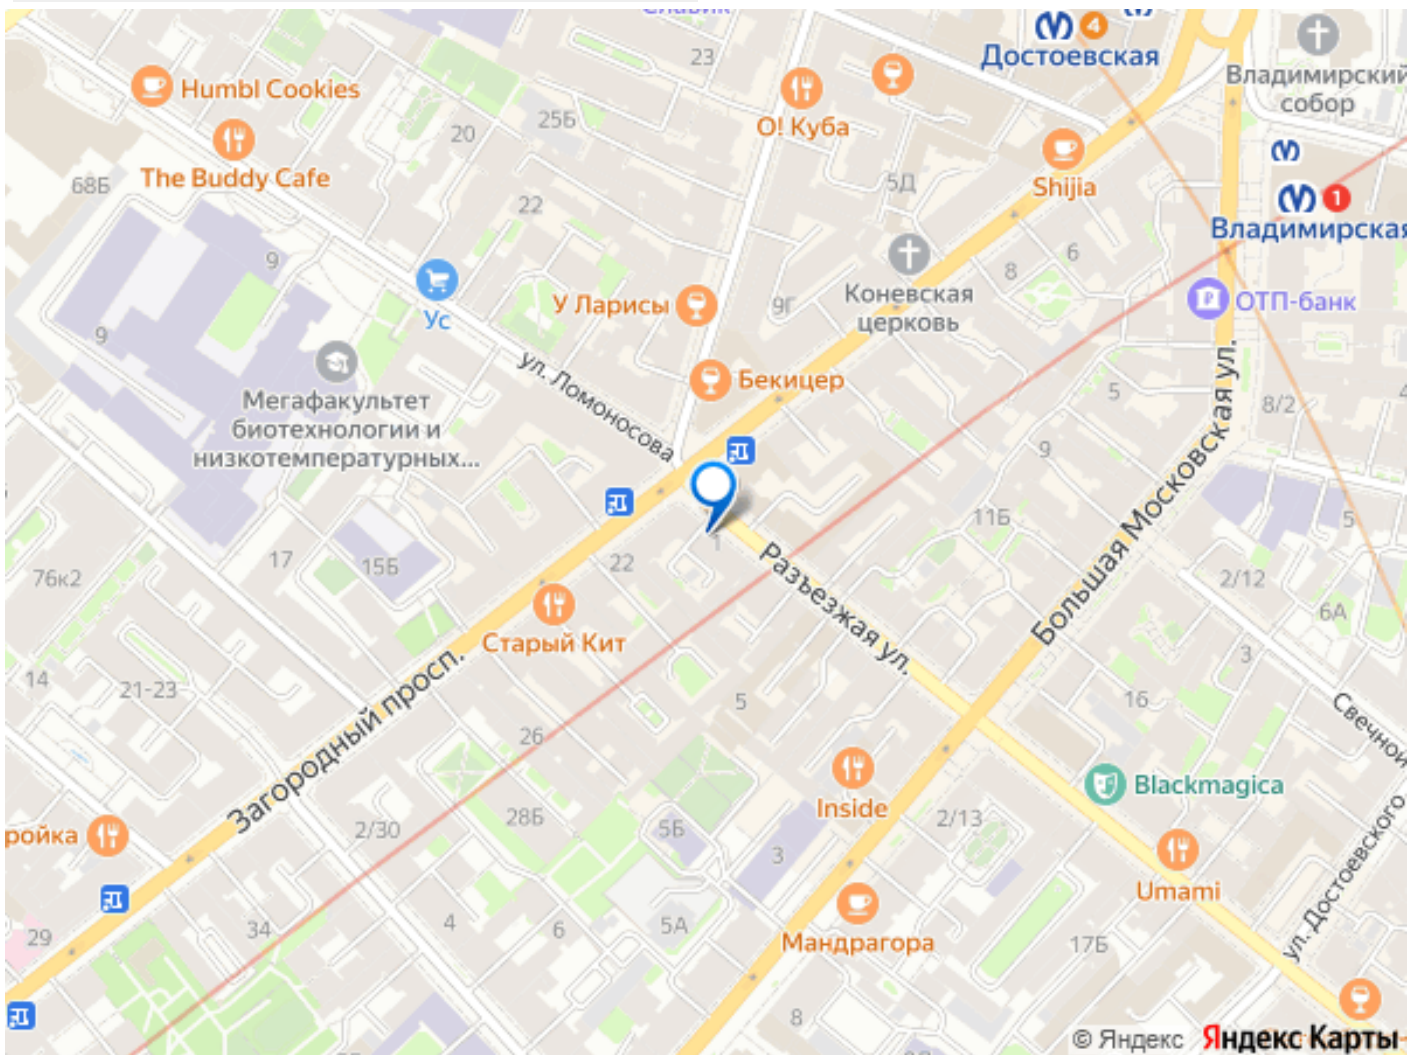 Славик
4
Достоевская
Владимирский
собор
23
Humbl Cookies
О! Куба
25Б
20
The Buddy Cafe
Shijia
5Д
68Б
22
1
Владимирская
6
9
8
Коневская
церковь
У Ларисы
9Г
ОТП-банк
Ус
9
ул. Ломоносова
Бекицер
5
8/2
4
Мегафакультет
биотехнологии и
низкотемпературных...
9
Большая Московская ул.
11Б
5
1
17
15Б
22
Разъезжая ул.
76к2
2/12
6А
Старый Кит
3
14
21-23
Загородный просп.
5
16
Свечной
26
Blackmagica
Inside
ройка
2/30
28Б
5Б
2/13
3
Umami
ул. Достоевского
4
6
5А
34
29
Мандрагора
17Б
8
© Яндекс Яндекс Карты